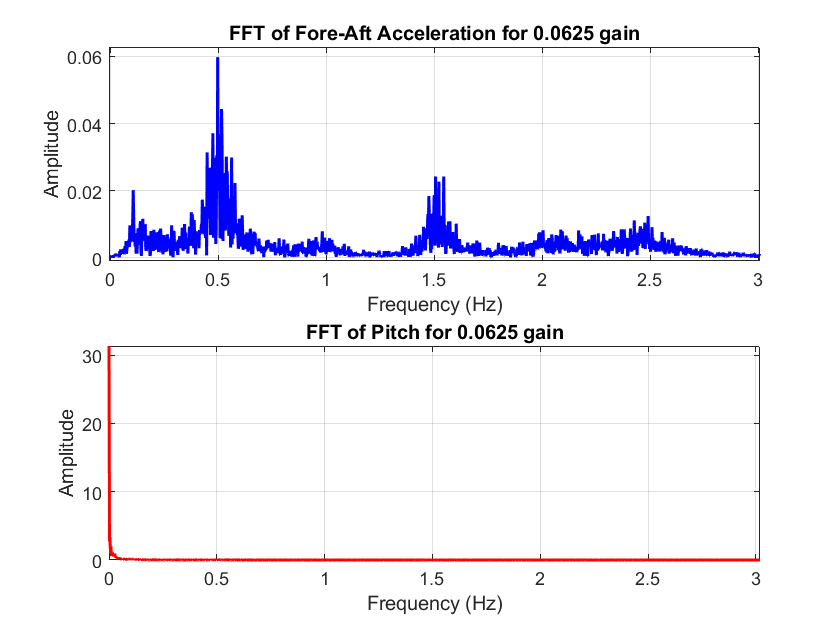 FFT of Fore-Aft Acceleration for 0.0625 gain
0.06
0.04
0.02
0
Amplitude
0 0.5 1 1.5 2 2.5 3
Frequency (Hz)
FFT of Pitch for 0.0625 gain
30
20
10
0
Amplitude
0 0.5 1 1.5 2 2.5 3
Frequency (Hz)